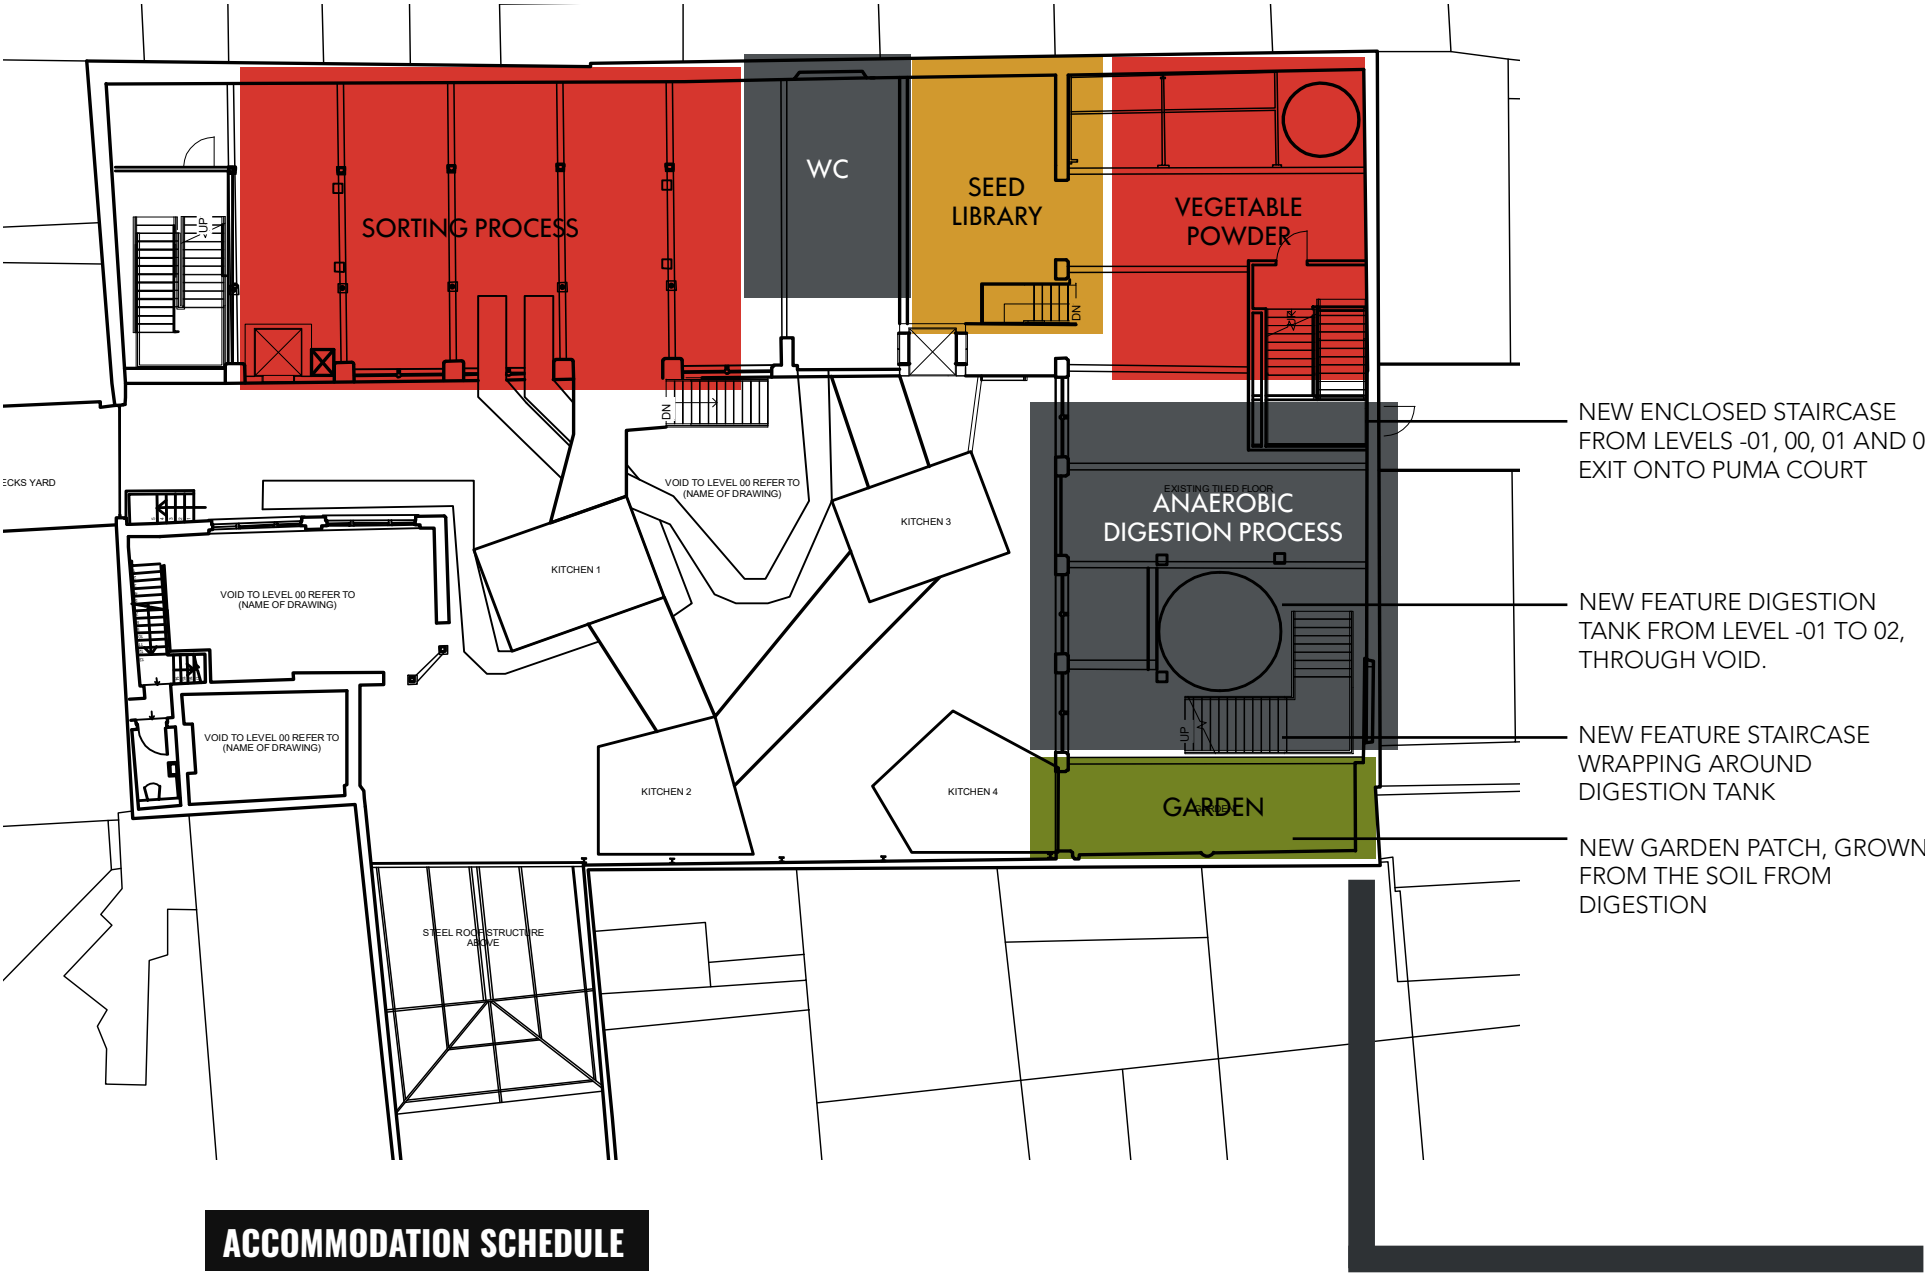 SORTING PROCESS
WC
SEED
LIBRARY
VEGETABLE
POWDER
UP
DN
UP
DN
ECKS YARD
VOID TO LEVEL 00 REFER TO
(NAME OF DRAWING)
KITCHEN 3
KITCHEN 1
EXISTING TILED FLOOR
ANAEROBIC
DIGESTION PROCESS
VOID TO LEVEL 00 REFER TO
(NAME OF DRAWING)
VOID TO LEVEL 00 REFER TO
(NAME OF DRAWING)
UP
KITCHEN 2
KITCHEN 4
GARDEN
GARDEN
STEEL ROOF STRUCTURE
ABOVE
NEW ENCLOSED STAIRCASE
FROM LEVELS -01, 00, 01 AND 0
EXIT ONTO PUMA COURT
NEW FEATURE DIGESTION
TANK FROM LEVEL -01 TO 02,
THROUGH VOID.
NEW FEATURE STAIRCASE
WRAPPING AROUND
DIGESTION TANK
NEW GARDEN PATCH, GROWN
FROM THE SOIL FROM
DIGESTION
ACCOMMODATION SCHEDULE